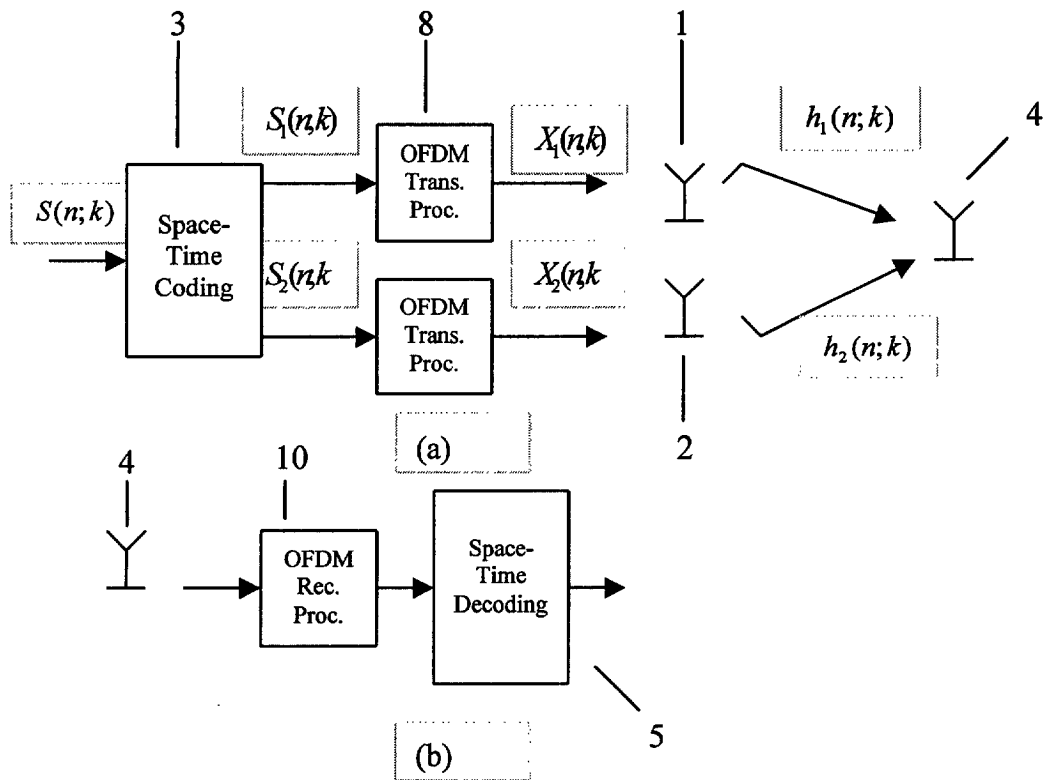 3 8 1
S₁(n,k) X₁(n,k) h₁(n;k) 4
OFDM
Trans.
Proc.
S(n;k)
Space-
Time
Coding
S₂(n,k X₂(n,k
OFDM
Trans.
Proc.
h₂(n;k)
(a) 2
4 10
OFDM
Rec.
Proc.
Space-
Time
Decoding
5
(b)